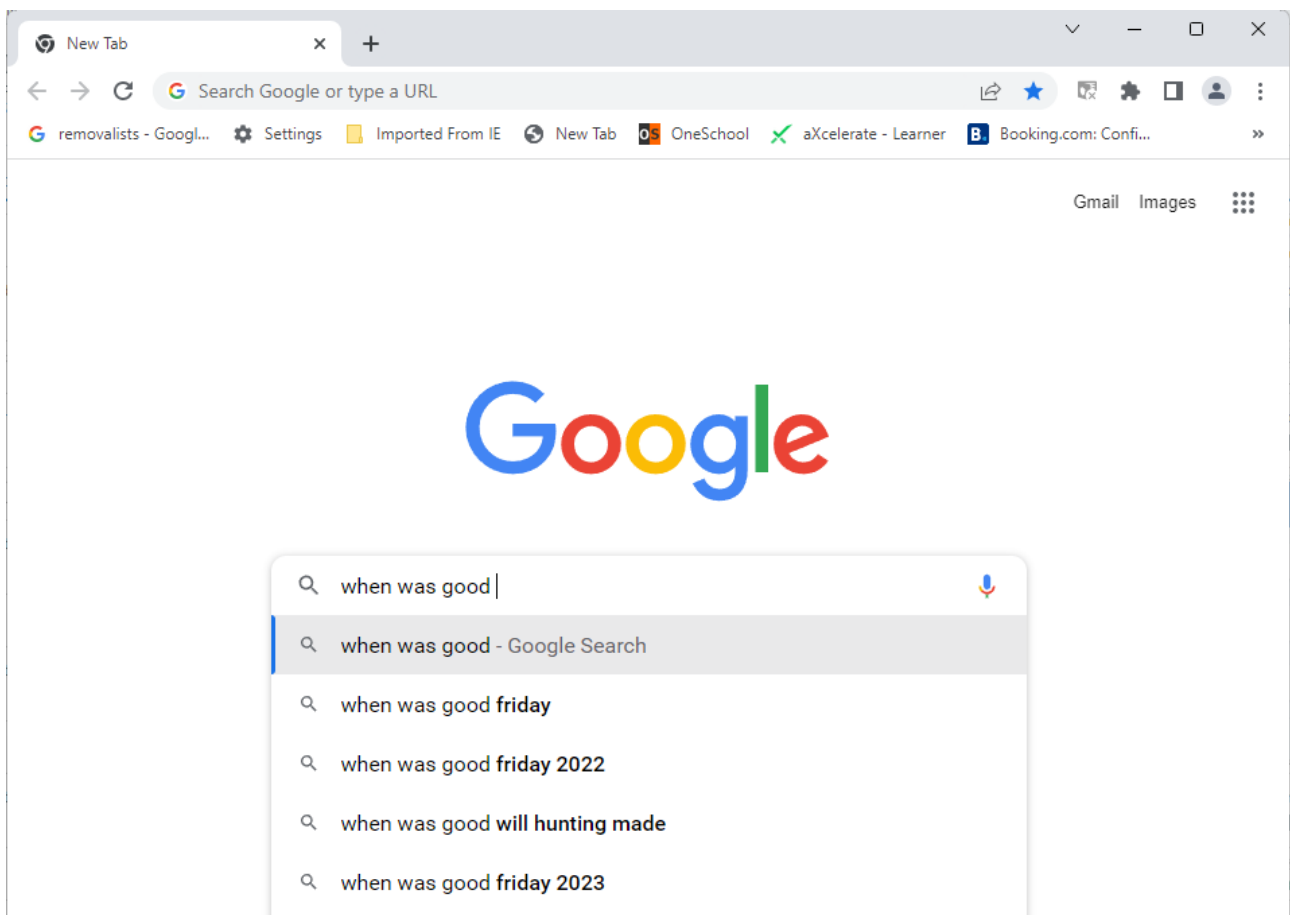 New Tab
Search Google or type a URL
removalists - Googl... Settings Imported From IE New Tab OS OneSchool aXcelerate - Learner B. Booking.com: Confi... »
Gmail Images
Google
when was good
when was good - Google Search
when was good friday
when was good friday 2022
when was good will hunting made
when was good friday 2023